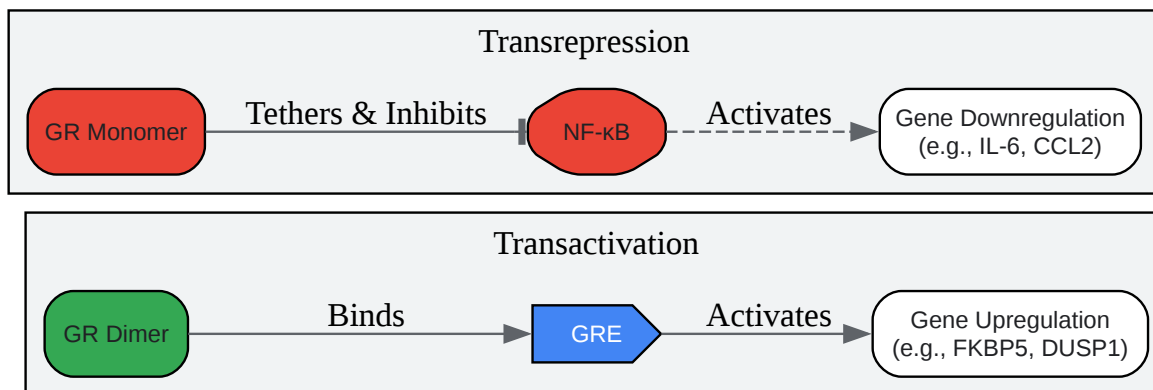 Transrepression
GR Monomer
Tethers & Inhibits
NF-κB
Activates
Gene Downregulation
(e.g., IL-6, CCL2)
Transactivation
GR Dimer
Binds
GRE
Activates
Gene Upregulation
(e.g., FKBP5, DUSP1)